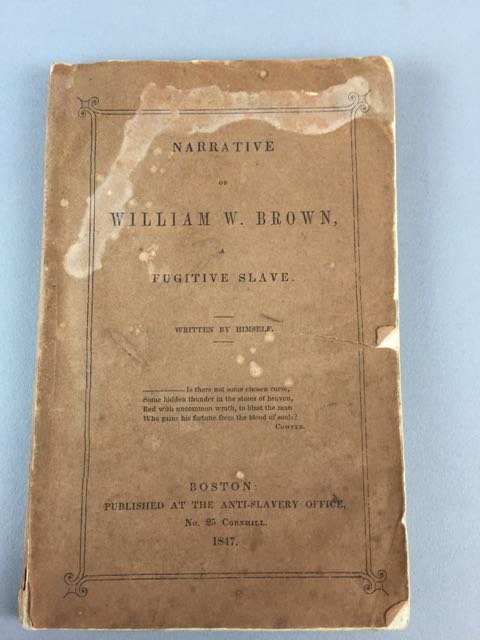 NARRATIVE
OF
WILLIAM W. BROWN,
A
FUGITIVE SLAVE.
WRITTEN BY HIMSELF.
———— Is there not some chosen curse,
Some hidden thunder in the stores of heaven,
Red with uncommon wrath, to blast the man
Who gains his fortune from the blood of souls?
COWPER.
BOSTON:
PUBLISHED AT THE ANTI-SLAVERY OFFICE,
No. 25 CORNHILL.
1847.